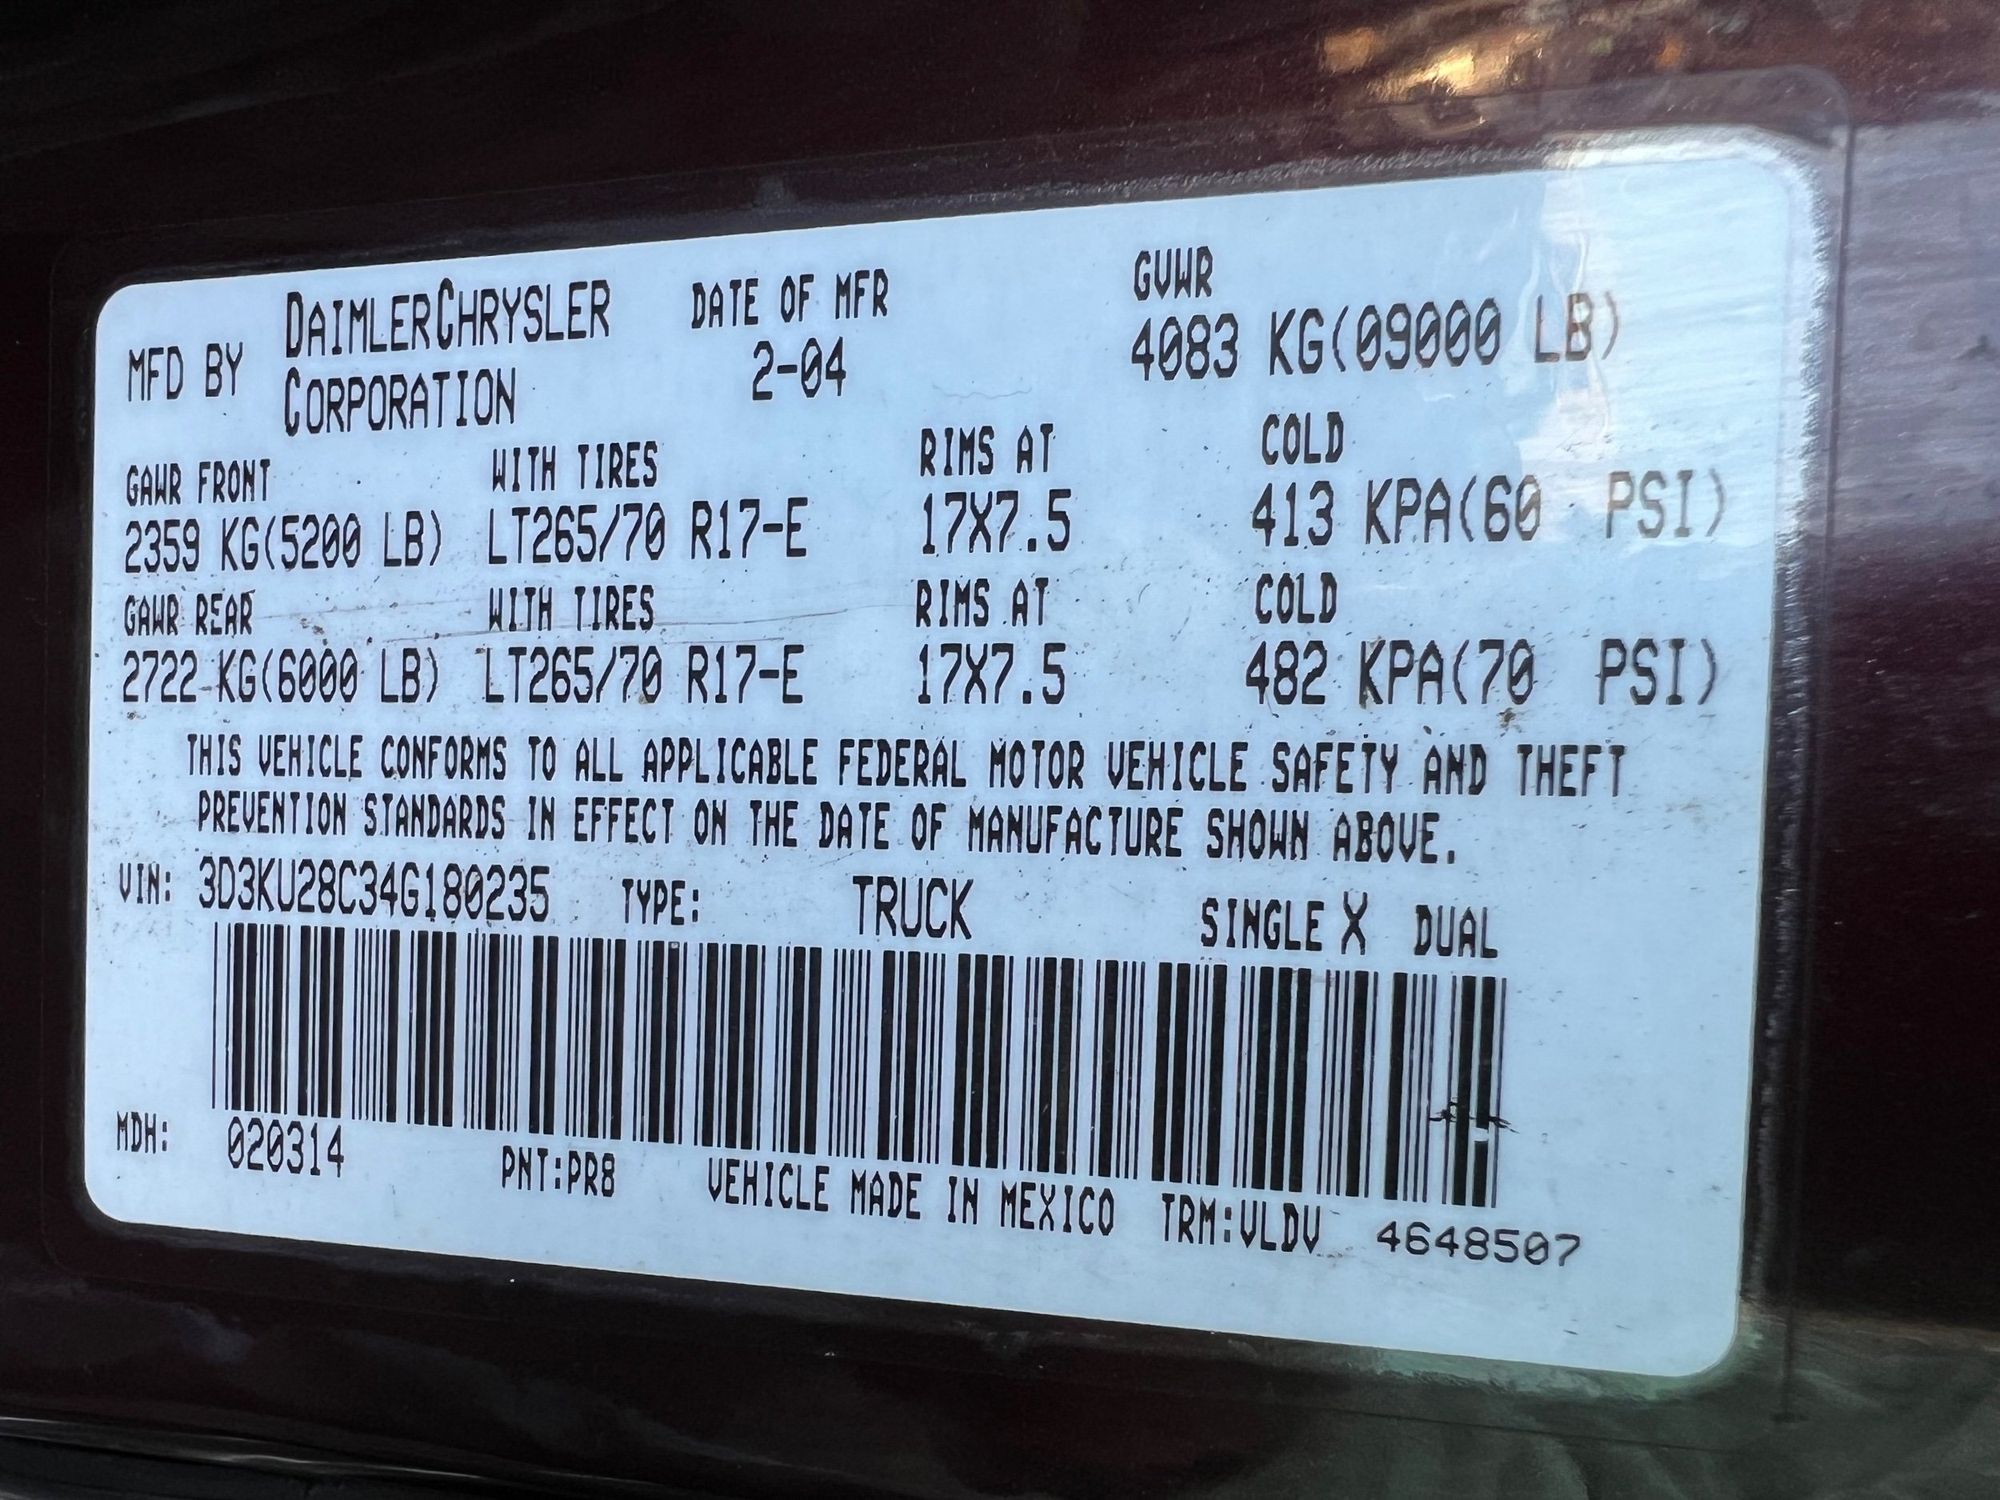 MFD BY DAIMLERCHRYSLER CORPORATION DATE OF MFR 2-04 GVWR 4083 KG(09000 LB)
GAWR FRONT WITH TIRES RIMS AT COLD
2359 KG(5200 LB) LT265/70 R17-E 17X7.5 413 KPA(60 PSI)
GAWR REAR WITH TIRES RIMS AT COLD
2722 KG(6000 LB) LT265/70 R17-E 17X7.5 482 KPA(70 PSI)
THIS VEHICLE CONFORMS TO ALL APPLICABLE FEDERAL MOTOR VEHICLE SAFETY AND THEFT
PREVENTION STANDARDS IN EFFECT ON THE DATE OF MANUFACTURE SHOWN ABOVE.
VIN: 3D3KU28C34G180235 TYPE: TRUCK SINGLE X DUAL
MDH: 020314 PNT:PR8 VEHICLE MADE IN MEXICO TRM:VLDV 4648507